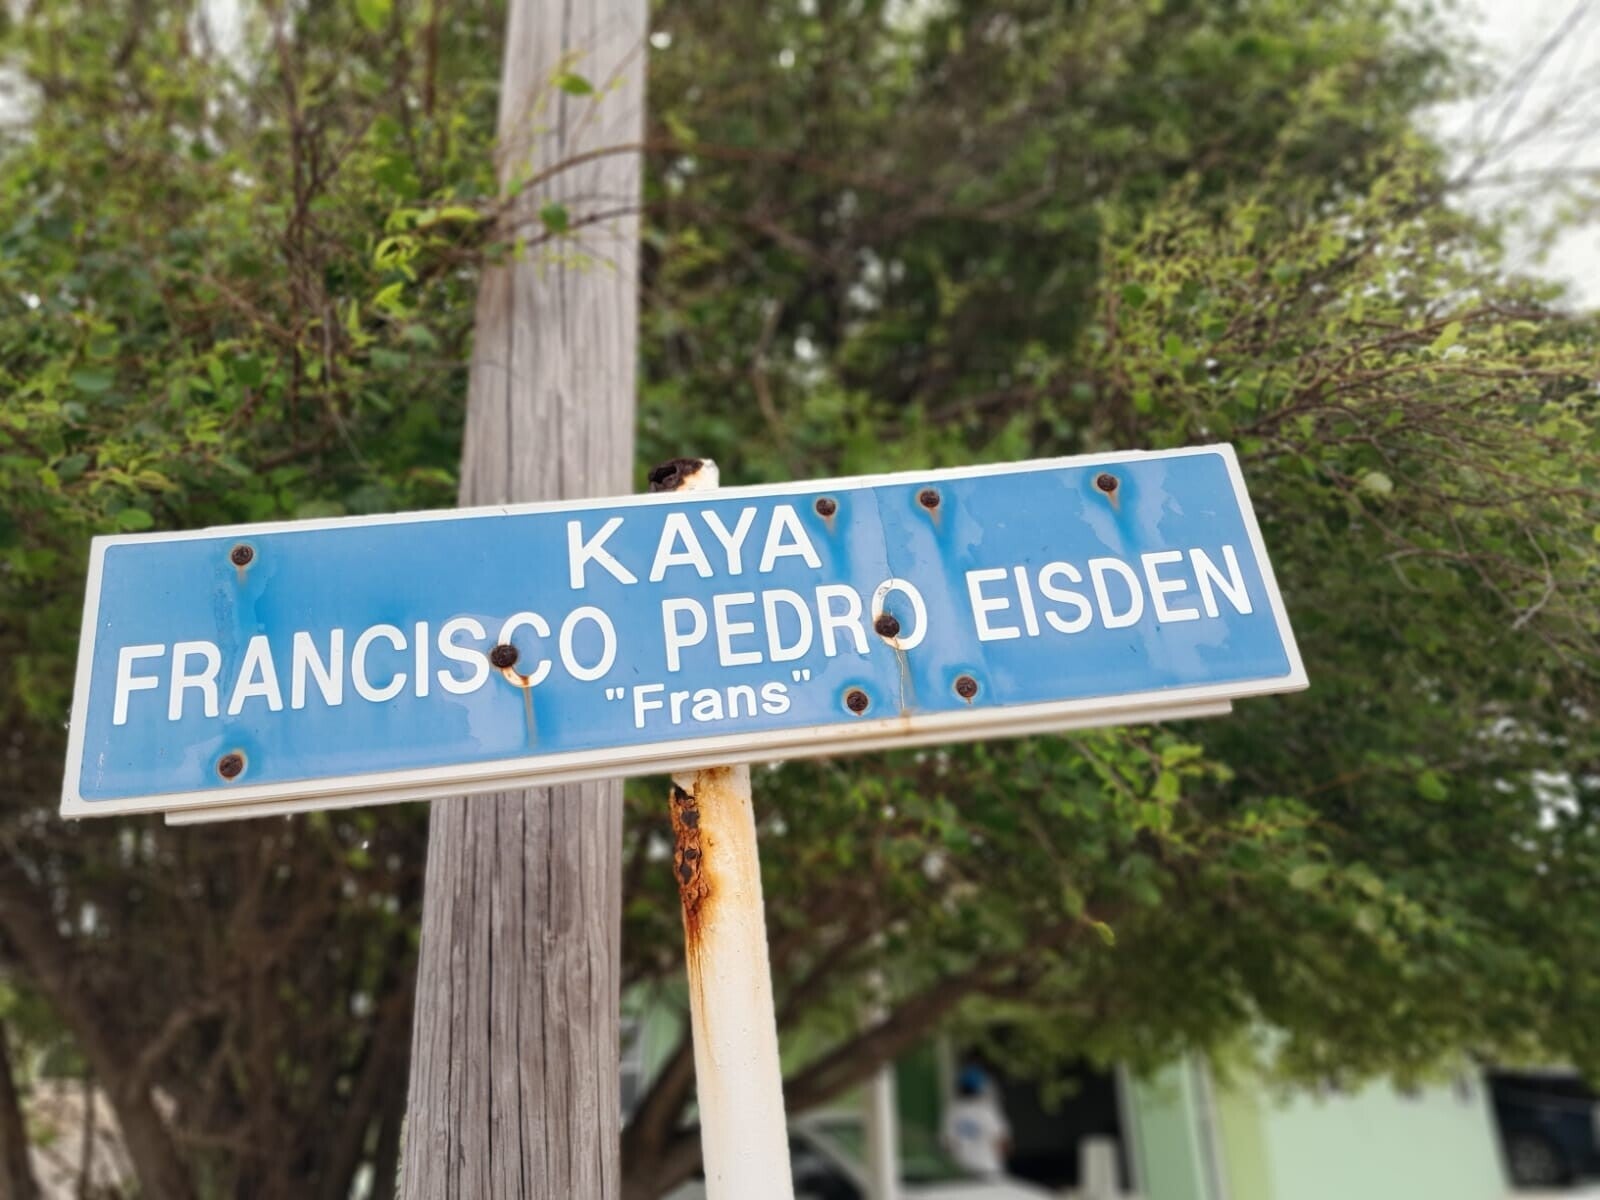 KAYA
FRANCISCO PEDRO EISDEN
"Frans"